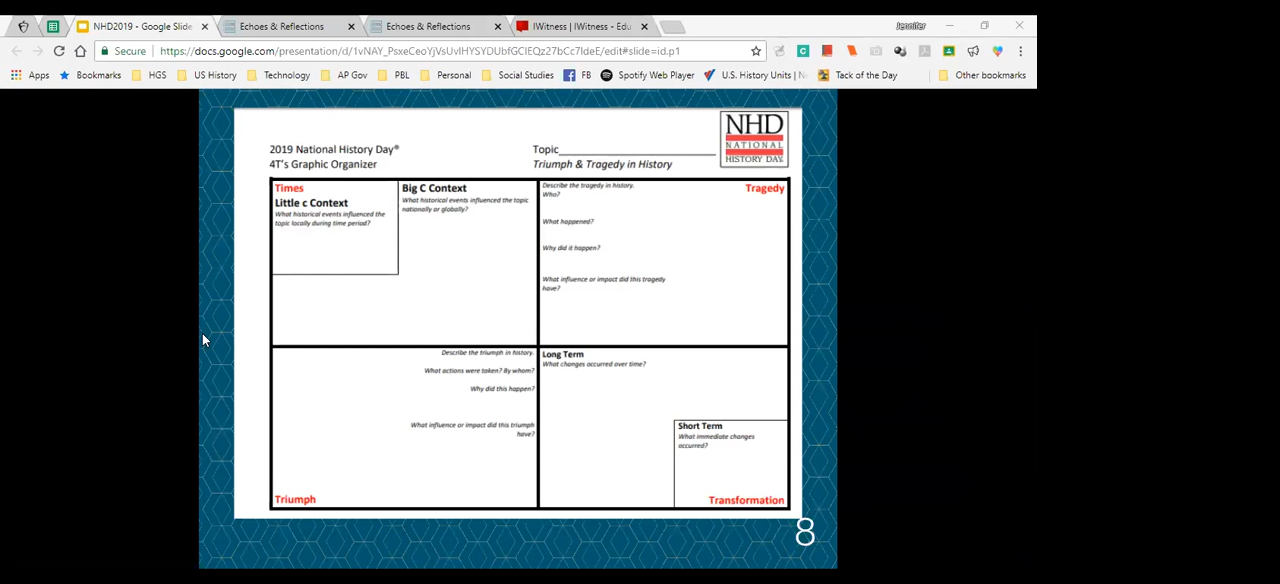 NHD2019 - Google Slide
Echoes & Reflections
Echoes & Reflections
IWitness | IWitness - Edu
Jennifer
Secure
https://docs.google.com/presentation/d/
Apps
Bookmarks
HGS
US History
Technology
AP Gov
PBL
Personal
Social Studies
FB
Spotify Web Player
U.S. History Units | N
Tack of the Day
Other bookmarks
2019 National History Day®
4T's Graphic Organizer
Topic
Triumph & Tragedy in History
NHD
NATIONAL
HISTORY DAY
Times
Little c Context
What historical events influenced the
topic locally during time period?
Big C Context
What historical events influenced the topic
nationally or globally?
Describe the tragedy in history.
Tragedy
Who?
What happened?
Why did it happen?
What influence or impact did this tragedy
have?
Describe the triumph in history.
What actions were taken? By whom?
Why did this happen?
What influence or impact did this triumph
have?
Triumph
Long Term
What changes occurred over time?
Short Term
What immediate changes
occurred?
Transformation
8